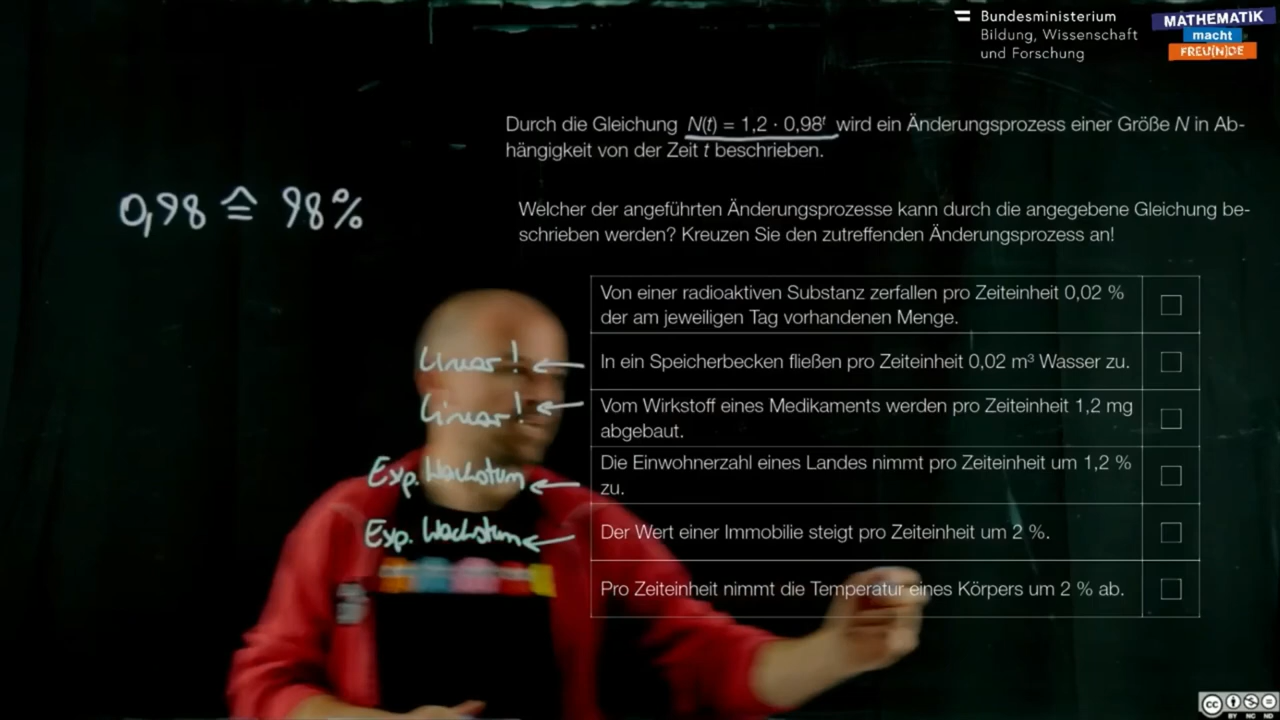 Bundesministerium
Bildung, Wissenschaft
und Forschung
MATHEMATIK
macht
FREU(N)DE
Durch die Gleichung N(t) = 1,2 · 0,98ᵗ wird ein Änderungsprozess einer Größe N in Ab-
hängigkeit von der Zeit t beschrieben.
0,98 ≙ 98%
Welcher der angeführten Änderungsprozesse kann durch die angegebene Gleichung be-
schrieben werden? Kreuzen Sie den zutreffenden Änderungsprozess an!
Von einer radioaktiven Substanz zerfallen pro Zeiteinheit 0,02 %
der am jeweiligen Tag vorhandenen Menge.
Linear! ← In ein Speicherbecken fließen pro Zeiteinheit 0,02 m³ Wasser zu.
Linear! ← Vom Wirkstoff eines Medikaments werden pro Zeiteinheit 1,2 mg
abgebaut.
Exp. Wachstum ← Die Einwohnerzahl eines Landes nimmt pro Zeiteinheit um 1,2 %
zu.
Exp. Wachstum ← Der Wert einer Immobilie steigt pro Zeiteinheit um 2 %.
Pro Zeiteinheit nimmt die Temperatur eines Körpers um 2 % ab.
cc
BY NC ND